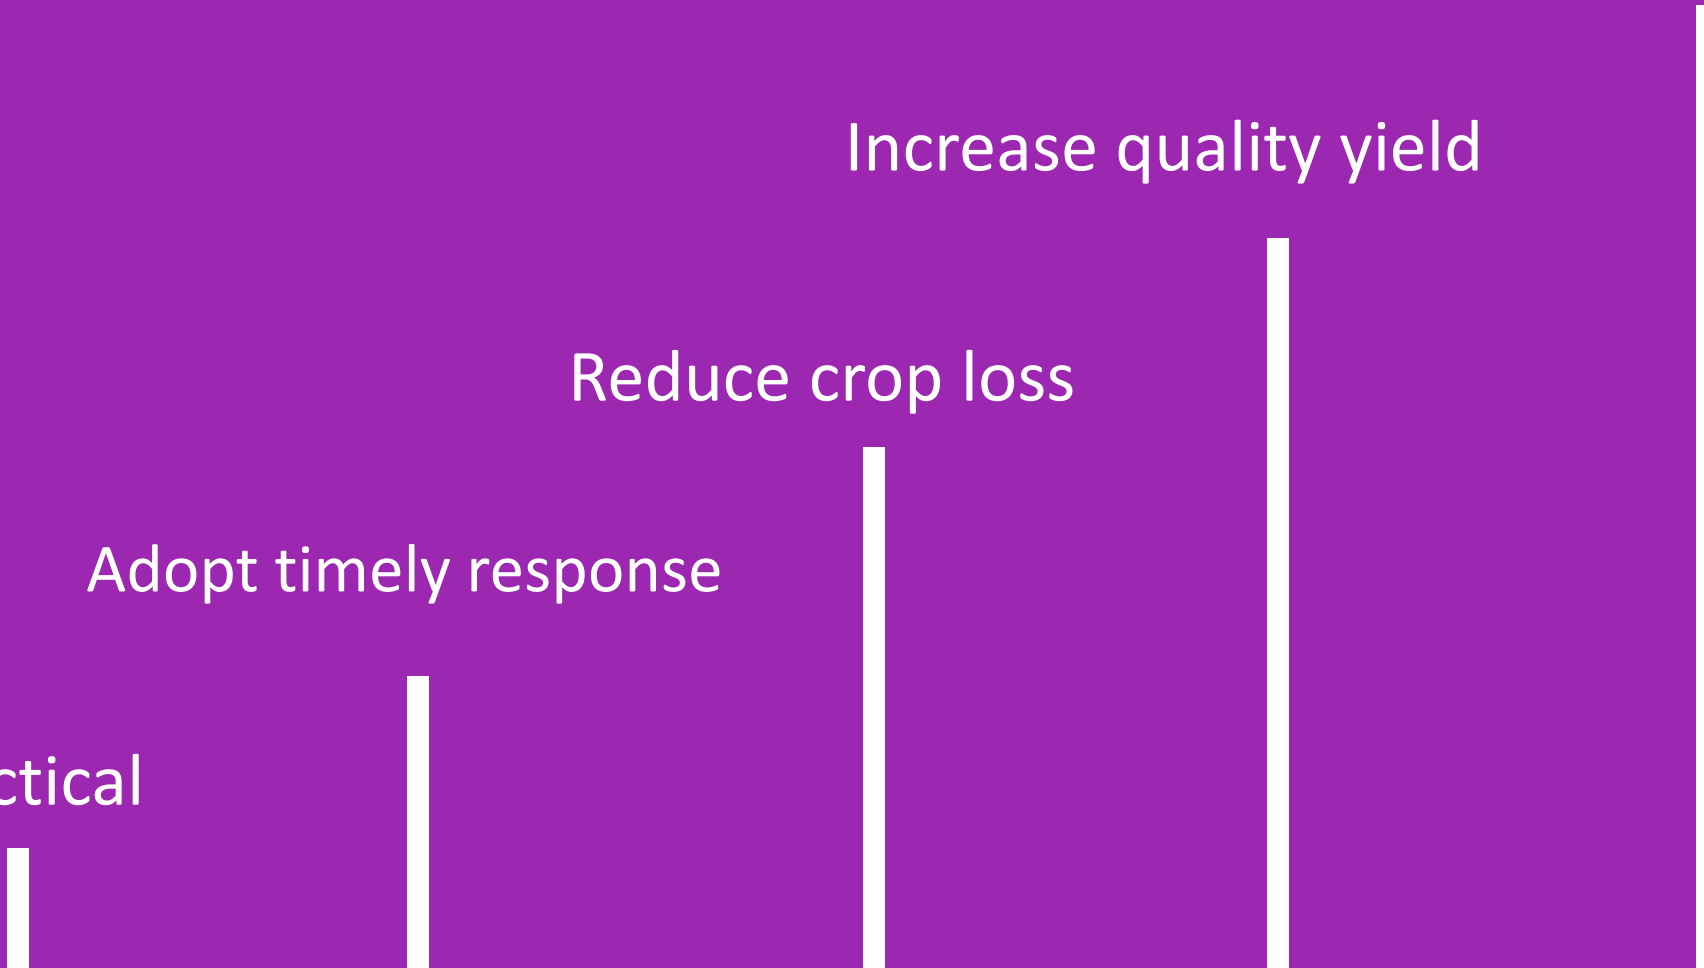 Increase quality yield
Reduce crop loss
Adopt timely response
ctical